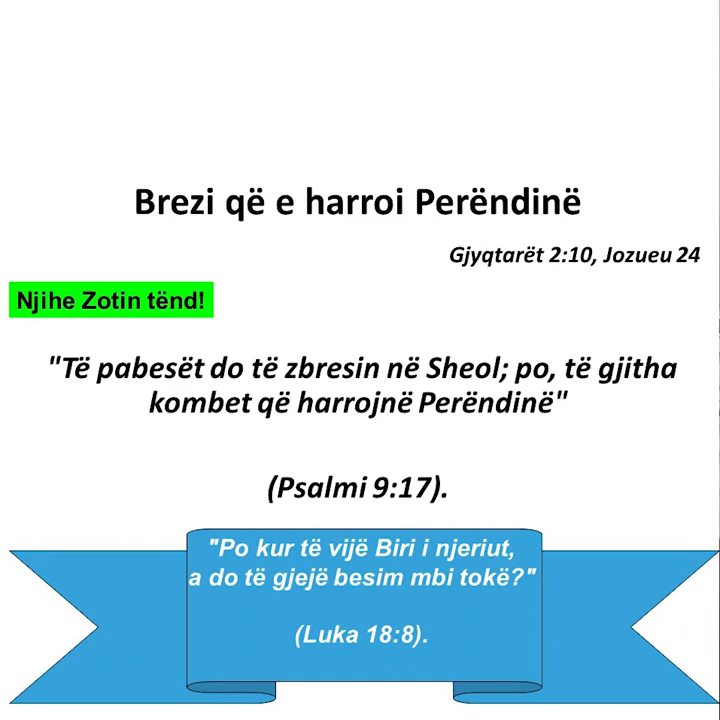 Brezi që e harroi Perëndinë
Gjyqtarët 2:10, Jozueu 24
Njihe Zotin tënd!
"Të pabesët do të zbresin në Sheol; po, të gjitha
kombet që harrojnë Perëndinë"
(Psalmi 9:17).
"Po kur të vijë Biri i njeriut,
a do të gjejë besim mbi tokë?"
(Luka 18:8).